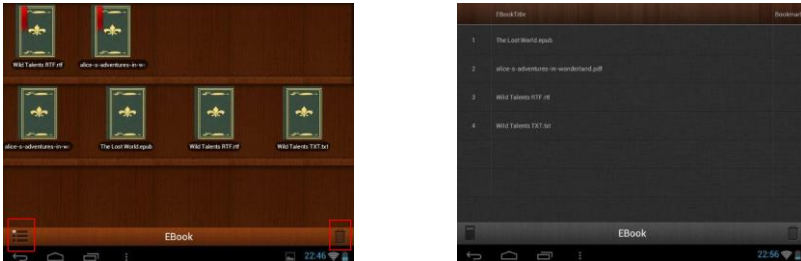 Wild Talents RTF.rtf
alice-s-adventures-in-w-
alice-s-adventures-in-w-
The Lost World.epub
Wild Talents RTF.rtf
Wild Talents TXT.txt
EBook
22:46
EBookTitle
Bookmar
1
The Lost World.epub
2
alice-s-adventures-in-wonderland.pdf
3
Wild Talents RTF.rtf
4
Wild Talents TXT.txt
EBook
22:56